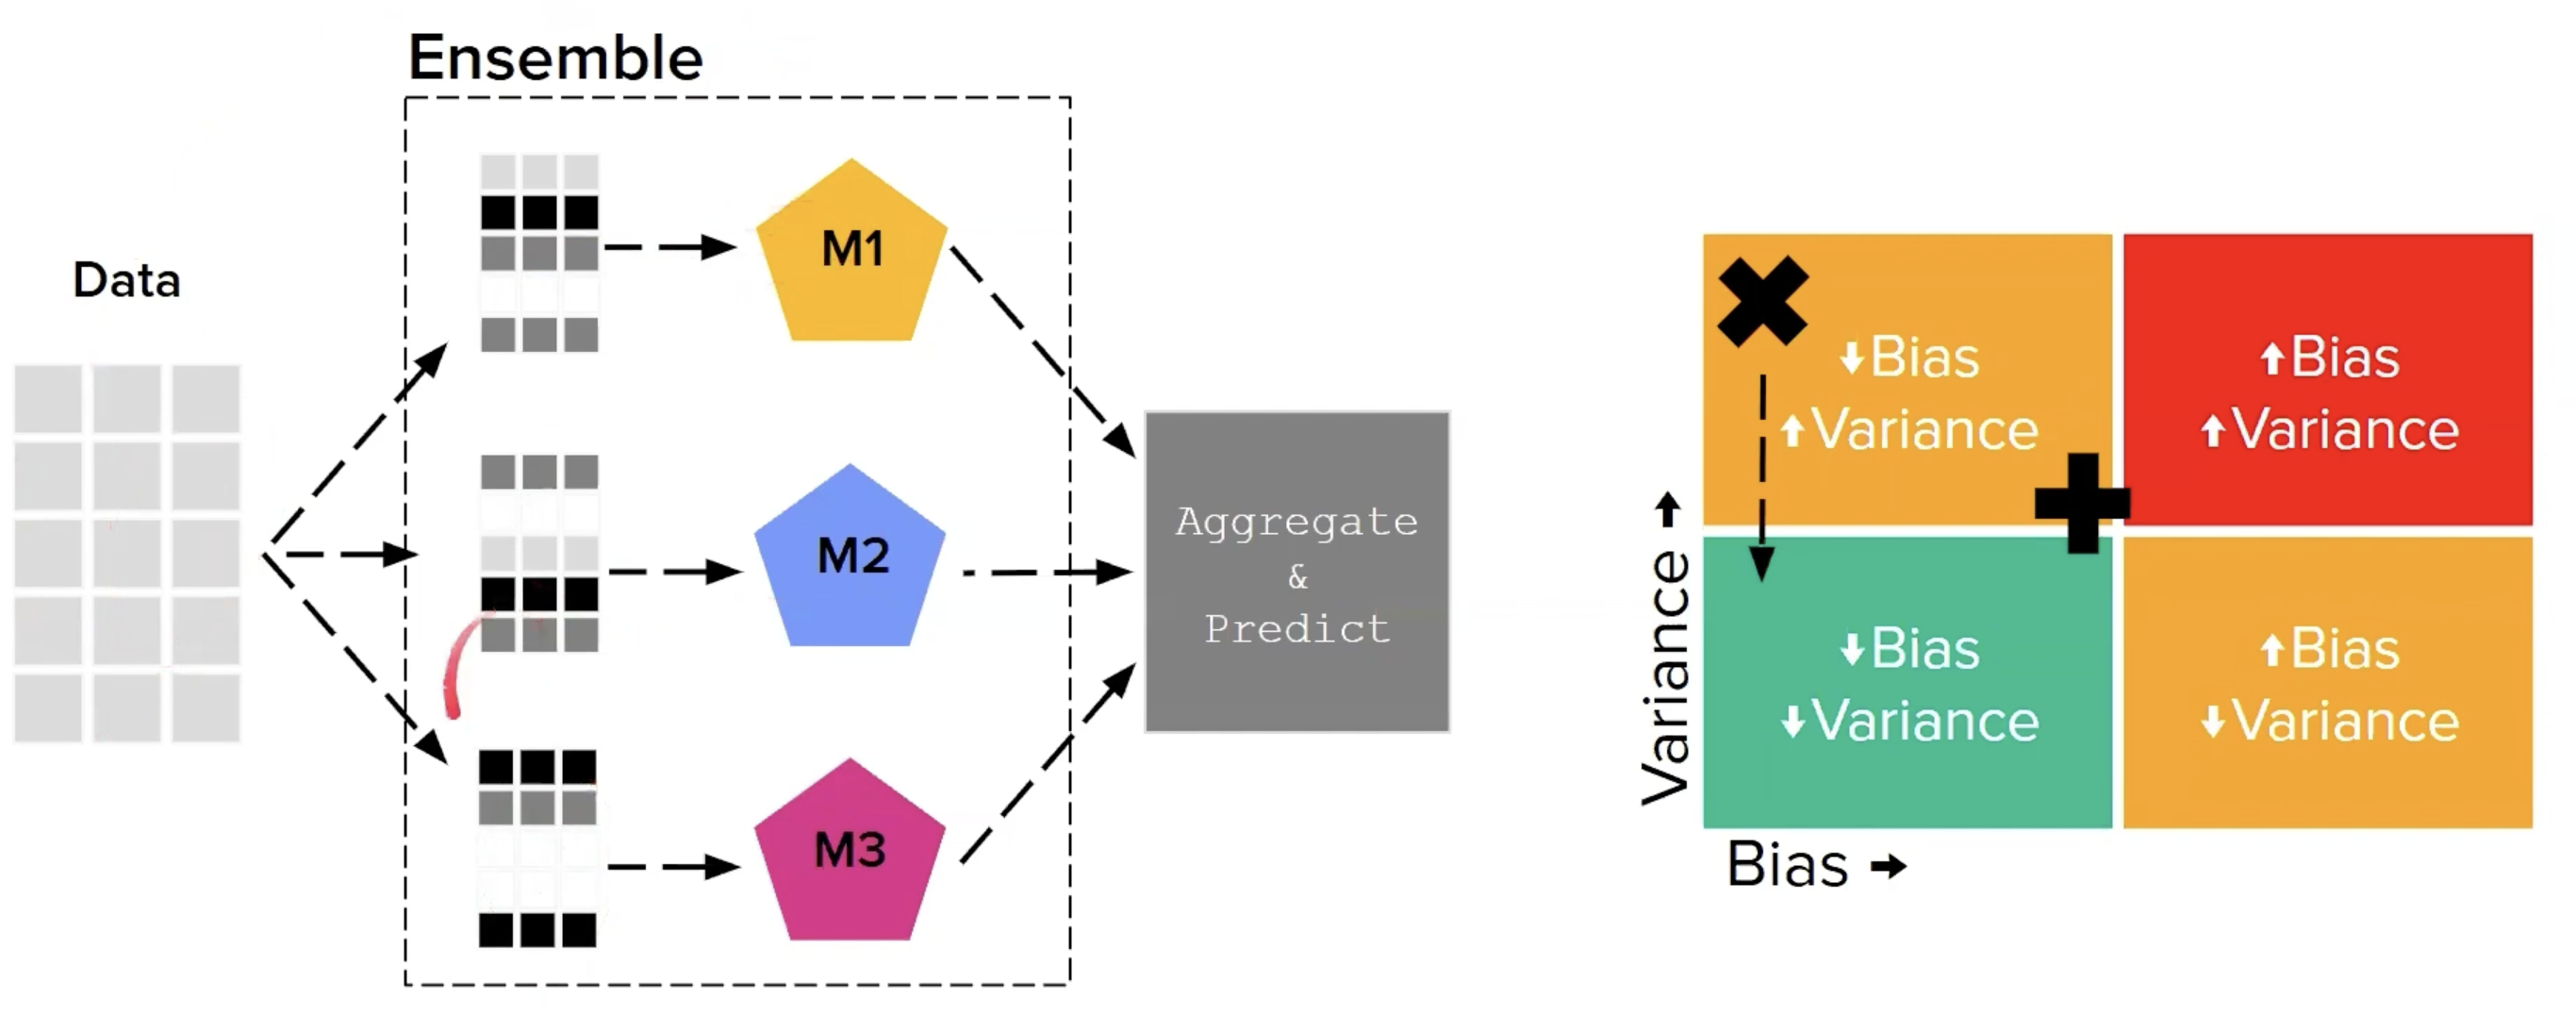 Ensemble
Data
M1
M2
M3
Aggregate
&
Predict
Variance
Bias
↓Bias
↑Variance
↑Bias
↑Variance
↓Bias
↓Variance
↑Bias
↓Variance